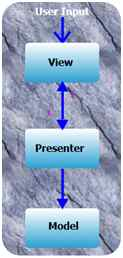 User Input
View
Presenter
Model